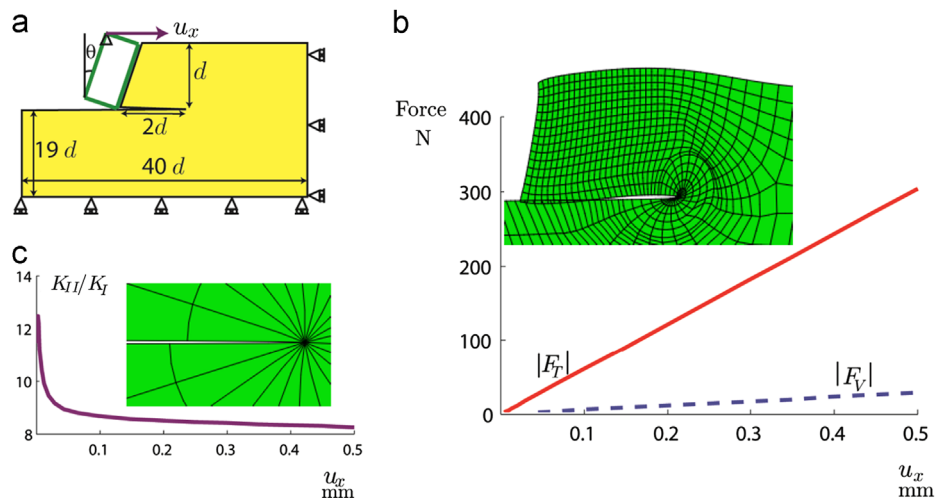 a
u_x
θ
d
2d
19 d
40 d
b
Force
N
400
300
200
100
0
|F_T|
|F_V|
0.1
0.2
0.3
0.4
0.5
u_x
mm
c
14
K_{II}/K_I
12
10
8
0.1
0.2
0.3
0.4
0.5
u_x
mm